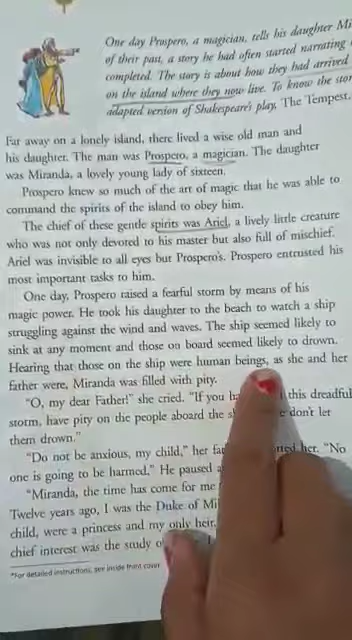 One day Prospero, a magician, tells his daughter
of their past, a story he had often started narrating
completed. The story is about how they had arrived
on the island where they now live. To know the
adapted version of Shakespeare's play, The Tempest.
Far away on a lonely island, there lived a wise old man and
his daughter. The man was Prospero, a magician. The daughter
was Miranda, a lovely young lady of sixteen.
Prospero knew so much of the art of magic that he was able to
command the spirits of the island to obey him.
The chief of these gentle spirits was Ariel, a lively little creature
who was not only devoted to his master but also full of mischief.
Ariel was invisible to all eyes but Prospero's. Prospero entrusted his
most important tasks to him.
One day, Prospero raised a fearful storm by means of his
magic power. He took his daughter to the beach to watch a ship
struggling against the wind and waves. The ship seemed likely to
sink at any moment and those on board seemed likely to drown.
Hearing that those on the ship were human beings, as she and her
father were, Miranda was filled with pity.
"O, my dear Father!" she cried. "If you this dreadful
storm, have pity on the people aboard the don't let
them drown."
"Do not be anxious, my child," her her. "No
one is going to be harmed." He paused
"Miranda, the time has come for me
Twelve years ago, I was the Duke of
child, were a princess and my only heir.
chief interest was the study
*For detailed instructions, see inside front cover